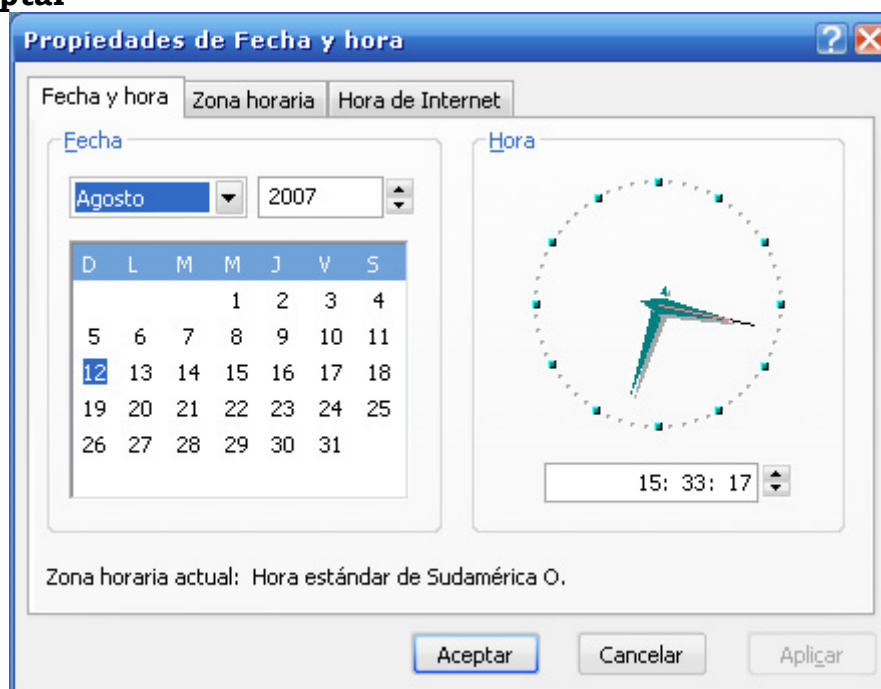 Propiedades de Fecha y hora
Fecha y hora Zona horaria Hora de Internet
Fecha
Hora
Agosto 2007
D L M M J V S
1 2 3 4
5 6 7 8 9 10 11
12 13 14 15 16 17 18
19 20 21 22 23 24 25
26 27 28 29 30 31
15: 33: 17
Zona horaria actual: Hora estándar de Sudamérica O.
Aceptar Cancelar Aplicar